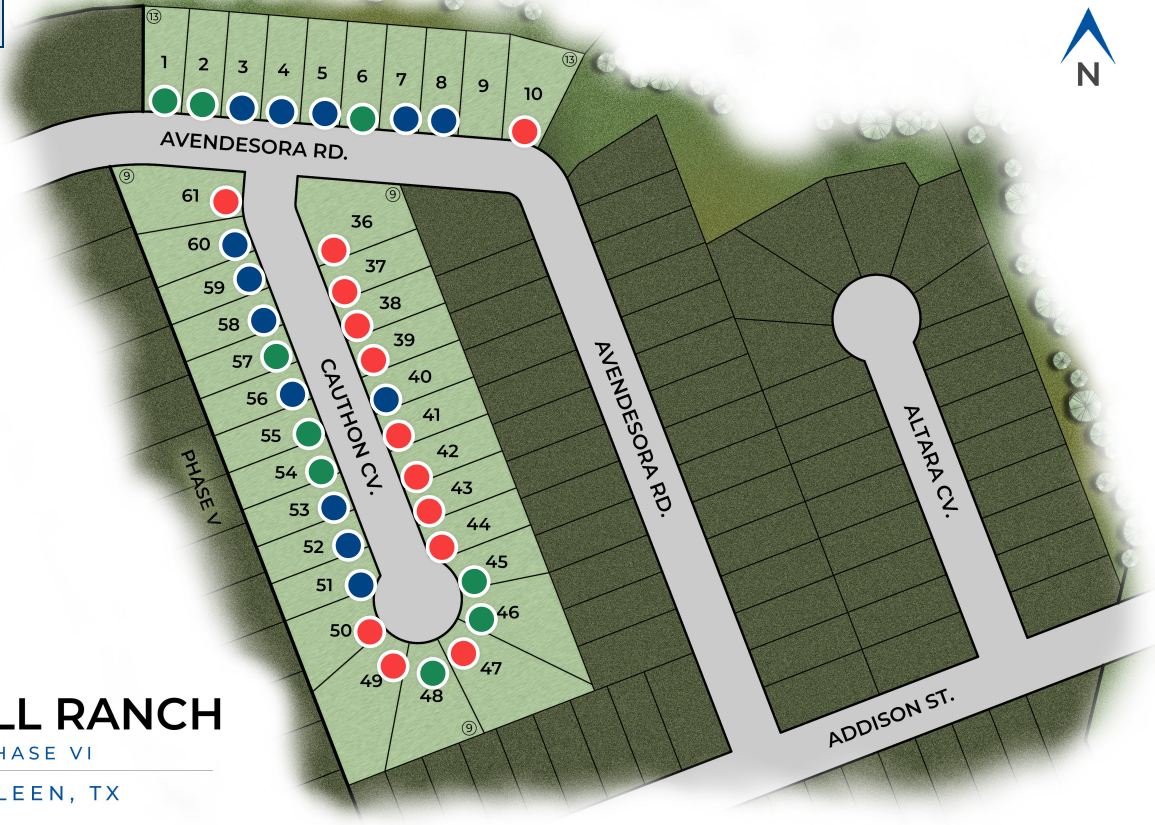 13
13
1 2 3 4 5 6 7 8 9 10
N
AVENDESORA RD.
9
9
61
36
60
37
59
38
58
39
57
40
56
41
55
42
54
43
53
44
52
45
51
46
50
47
49
48
9
CAUTHON CV.
PHASE V
AVENDESORA RD.
ALTARA CV.
ADDISON ST.
LL RANCH
HASE VI
LEEN, TX